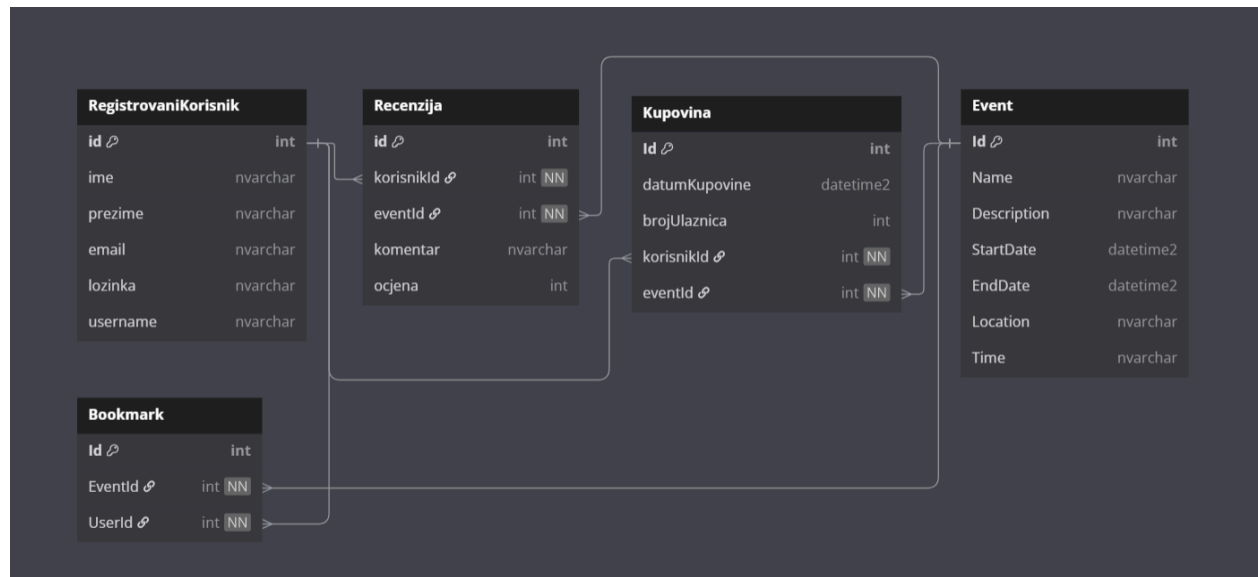 RegistrovaniKorisnik
id int
ime nvarchar
prezime nvarchar
email nvarchar
lozinka nvarchar
username nvarchar
Recenzija
id int
korisnikId int NN
eventId int NN
komentar nvarchar
ocjena int
Kupovina
Id int
datumKupovine datetime2
brojUlaznica int
korisnikId int NN
eventId int NN
Event
Id int
Name nvarchar
Description nvarchar
StartDate datetime2
EndDate datetime2
Location nvarchar
Time nvarchar
Bookmark
Id int
EventId int NN
UserId int NN